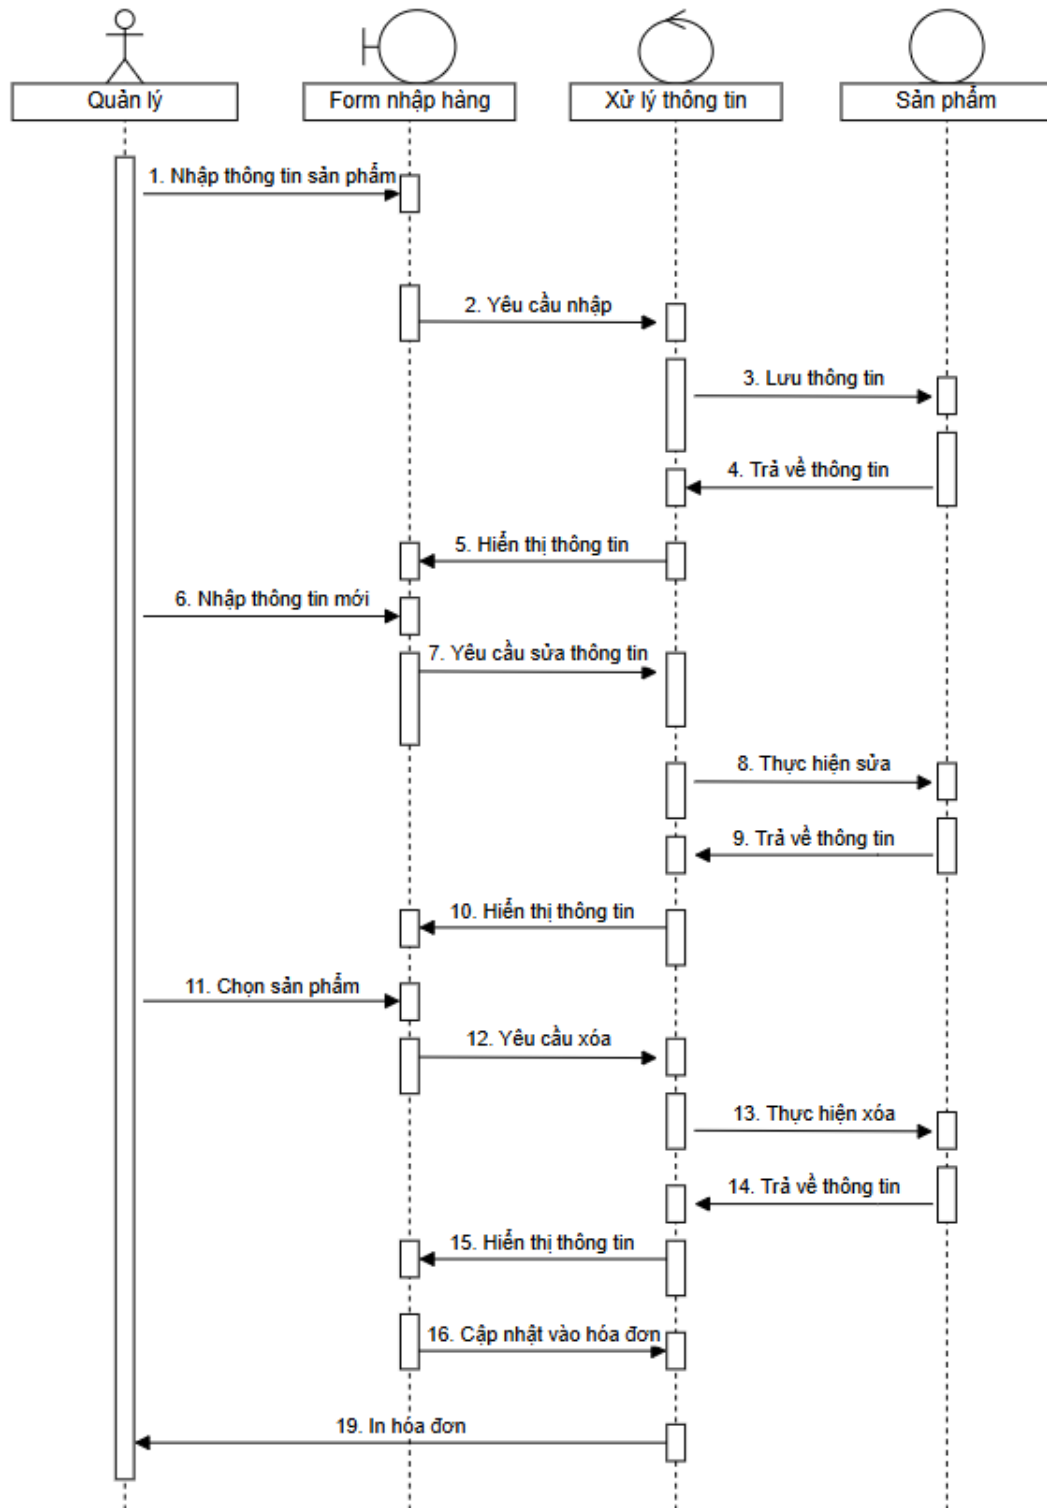 Quản lý
Form nhập hàng
Xử lý thông tin
Sản phẩm
1. Nhập thông tin sản phẩm
2. Yêu cầu nhập
3. Lưu thông tin
4. Trả về thông tin
5. Hiển thị thông tin
6. Nhập thông tin mới
7. Yêu cầu sửa thông tin
8. Thực hiện sửa
9. Trả về thông tin
10. Hiển thị thông tin
11. Chọn sản phẩm
12. Yêu cầu xóa
13. Thực hiện xóa
14. Trả về thông tin
15. Hiển thị thông tin
16. Cập nhật vào hóa đơn
19. In hóa đơn